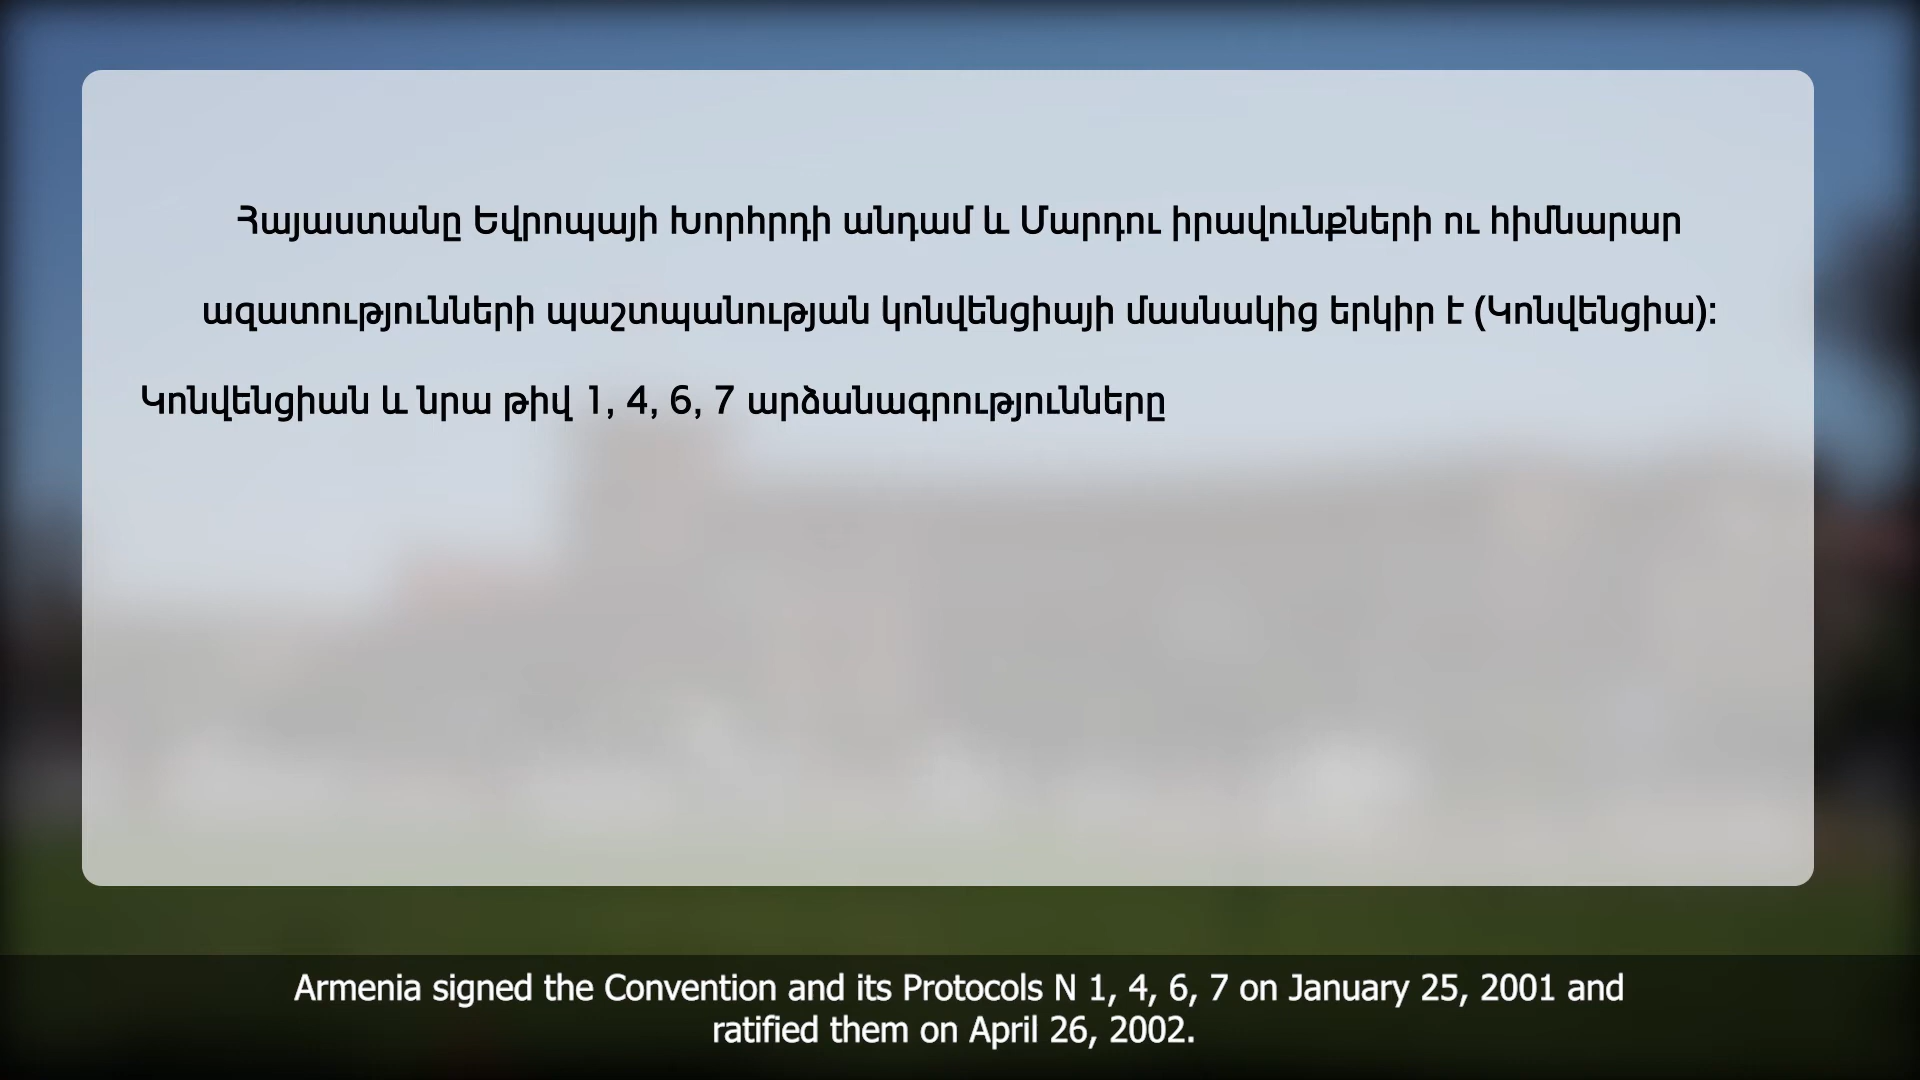 Հայաստանը Եվրոպայի Խորհրդի անդամ և Մարդու իրավունքների ու հիմնարար
ազատությունների պաշտպանության կոնվենցիայի մասնակից երկիր է (Կոնվենցիա):
Կոնվենցիան և նրա թիվ 1, 4, 6, 7 արձանագրությունները
Armenia signed the Convention and its Protocols N 1, 4, 6, 7 on January 25, 2001 and
ratified them on April 26, 2002.